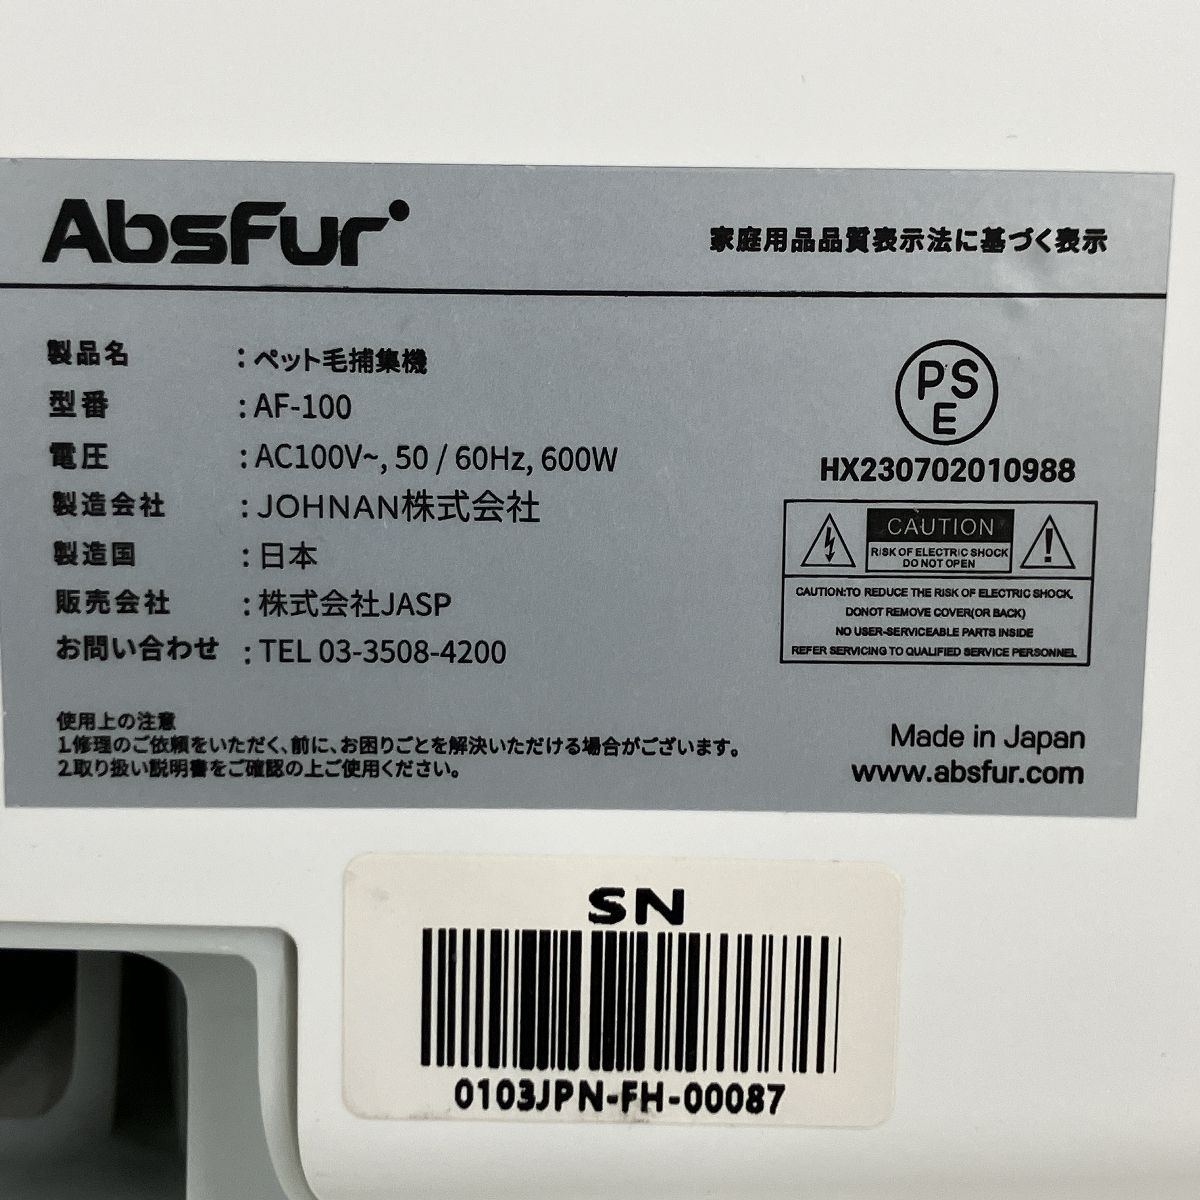 AbsFur
家庭用品品質表示法に基づく表示
製品名 : ペット毛捕集機
型番 : AF-100
電圧 : AC100V~, 50 / 60Hz, 600W
製造会社 : JOHNAN株式会社
製造国 : 日本
販売会社 : 株式会社JASP
お問い合わせ : TEL 03-3508-4200
使用上の注意
1.修理のご依頼をいただく、前に、お困りごとを解決いただける場合がございます。
2.取り扱い説明書をご確認の上ご使用ください。
PSE
HX230702010988
CAUTION
RISK OF ELECTRIC SHOCK
DO NOT OPEN
CAUTION:TO REDUCE THE RISK OF ELECTRIC SHOCK,
DONOT REMOVE COVER(OR BACK)
NO USER-SERVICEABLE PARTS INSIDE
REFER SERVICING TO QUALIFIED SERVICE PERSONNEL
Made in Japan
www.absfur.com
SN
0103JPN-FH-00087